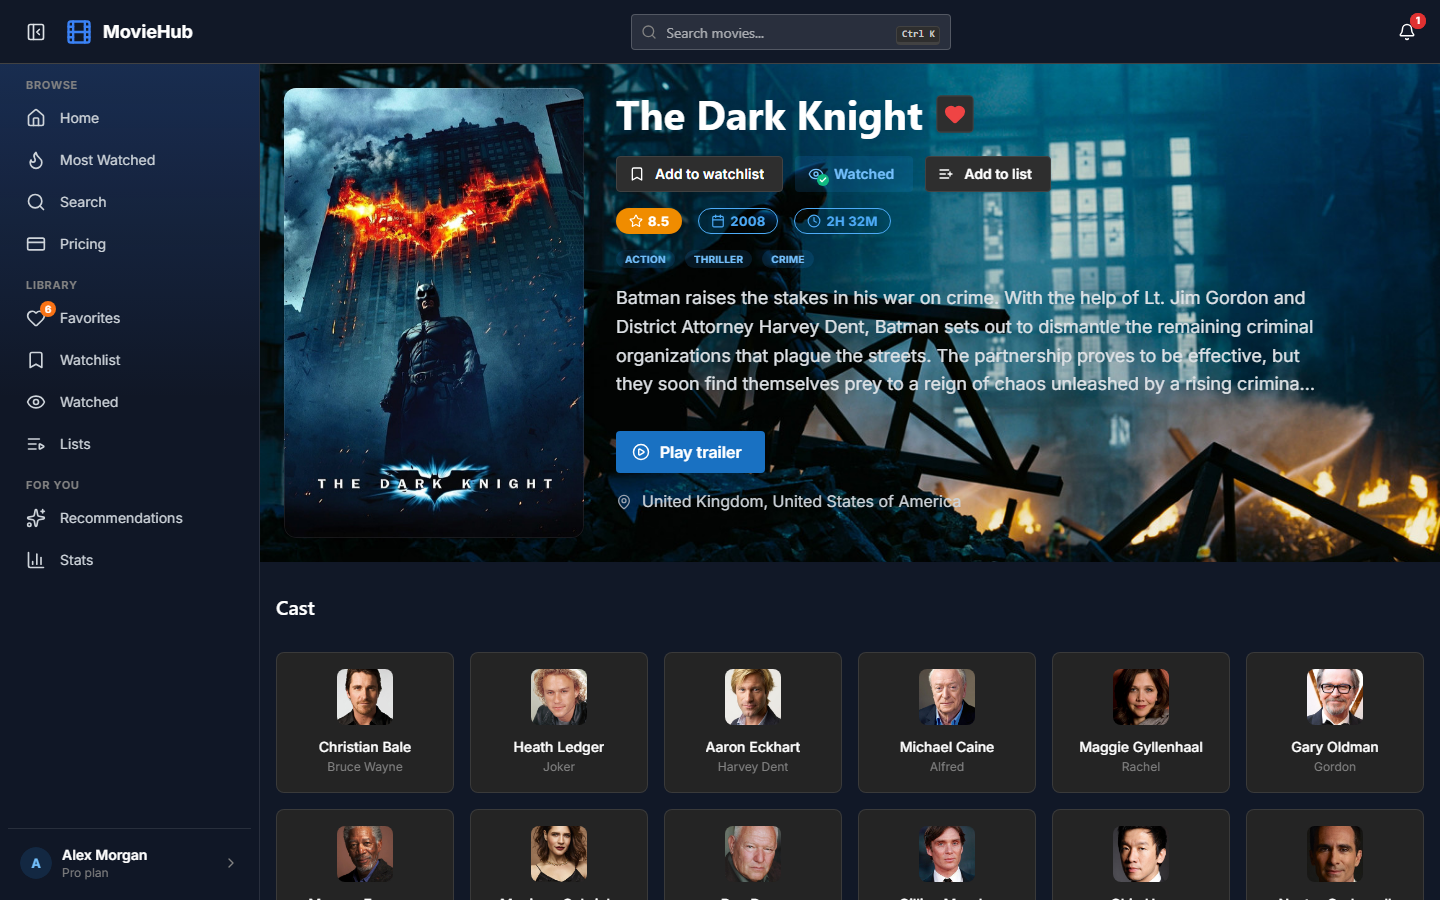 MovieHub
Search movies...
Ctrl K
1
BROWSE
Home
Most Watched
Search
Pricing
LIBRARY
8
Favorites
Watchlist
Watched
Lists
FOR YOU
Recommendations
Stats
A
Alex Morgan
Pro plan
THE DARK KNIGHT
The Dark Knight
Add to watchlist
Watched
Add to list
8.5
2008
2H 32M
ACTION
THRILLER
CRIME
Batman raises the stakes in his war on crime. With the help of Lt. Jim Gordon and
District Attorney Harvey Dent, Batman sets out to dismantle the remaining criminal
organizations that plague the streets. The partnership proves to be effective, but
they soon find themselves prey to a reign of chaos unleashed by a rising crimina...
Play trailer
United Kingdom, United States of America
Cast
Christian Bale
Bruce Wayne
Heath Ledger
Joker
Aaron Eckhart
Harvey Dent
Michael Caine
Alfred
Maggie Gyllenhaal
Rachel
Gary Oldman
Gordon